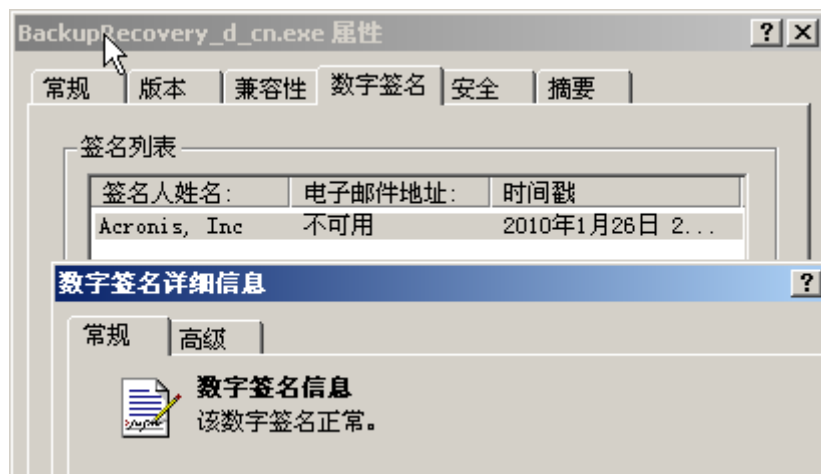 BackupRecovery_d_cn.exe 属性
常规 版本 兼容性 数字签名 安全 摘要
签名列表
签名人姓名: 电子邮件地址: 时间戳
Acronis, Inc 不可用 2010年1月26日 2...
数字签名详细信息
常规 高级
数字签名信息
该数字签名正常。